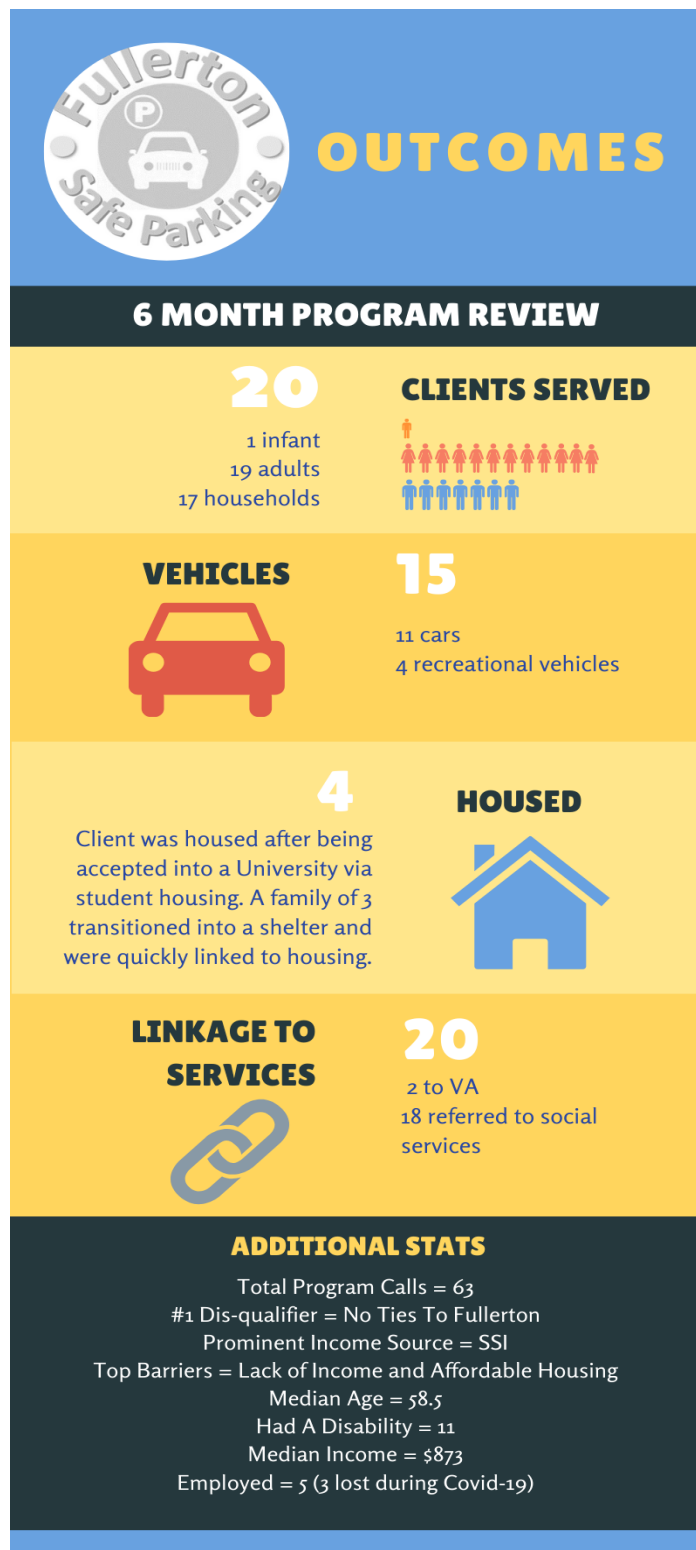 Fullerton
P
Safe Parking
OUTCOMES
6 MONTH PROGRAM REVIEW
20
1 infant
19 adults
17 households
CLIENTS SERVED
VEHICLES
15
11 cars
4 recreational vehicles
4
Client was housed after being
accepted into a University via
student housing. A family of 3
transitioned into a shelter and
were quickly linked to housing.
HOUSED
LINKAGE TO
SERVICES
20
2 to VA
18 referred to social
services
ADDITIONAL STATS
Total Program Calls = 63
#1 Dis-qualifier = No Ties To Fullerton
Prominent Income Source = SSI
Top Barriers = Lack of Income and Affordable Housing
Median Age = 58.5
Had A Disability = 11
Median Income = $873
Employed = 5 (3 lost during Covid-19)